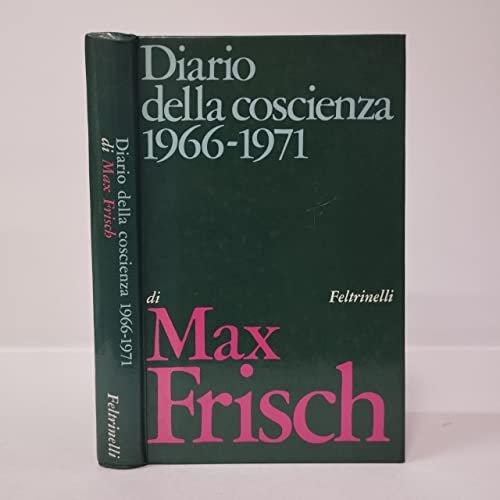 Diario
della coscienza
1966-1971
di
Feltrinelli
Max
Frisch
Diario della coscienza 1966-1971
di Max Frisch
Feltrinelli